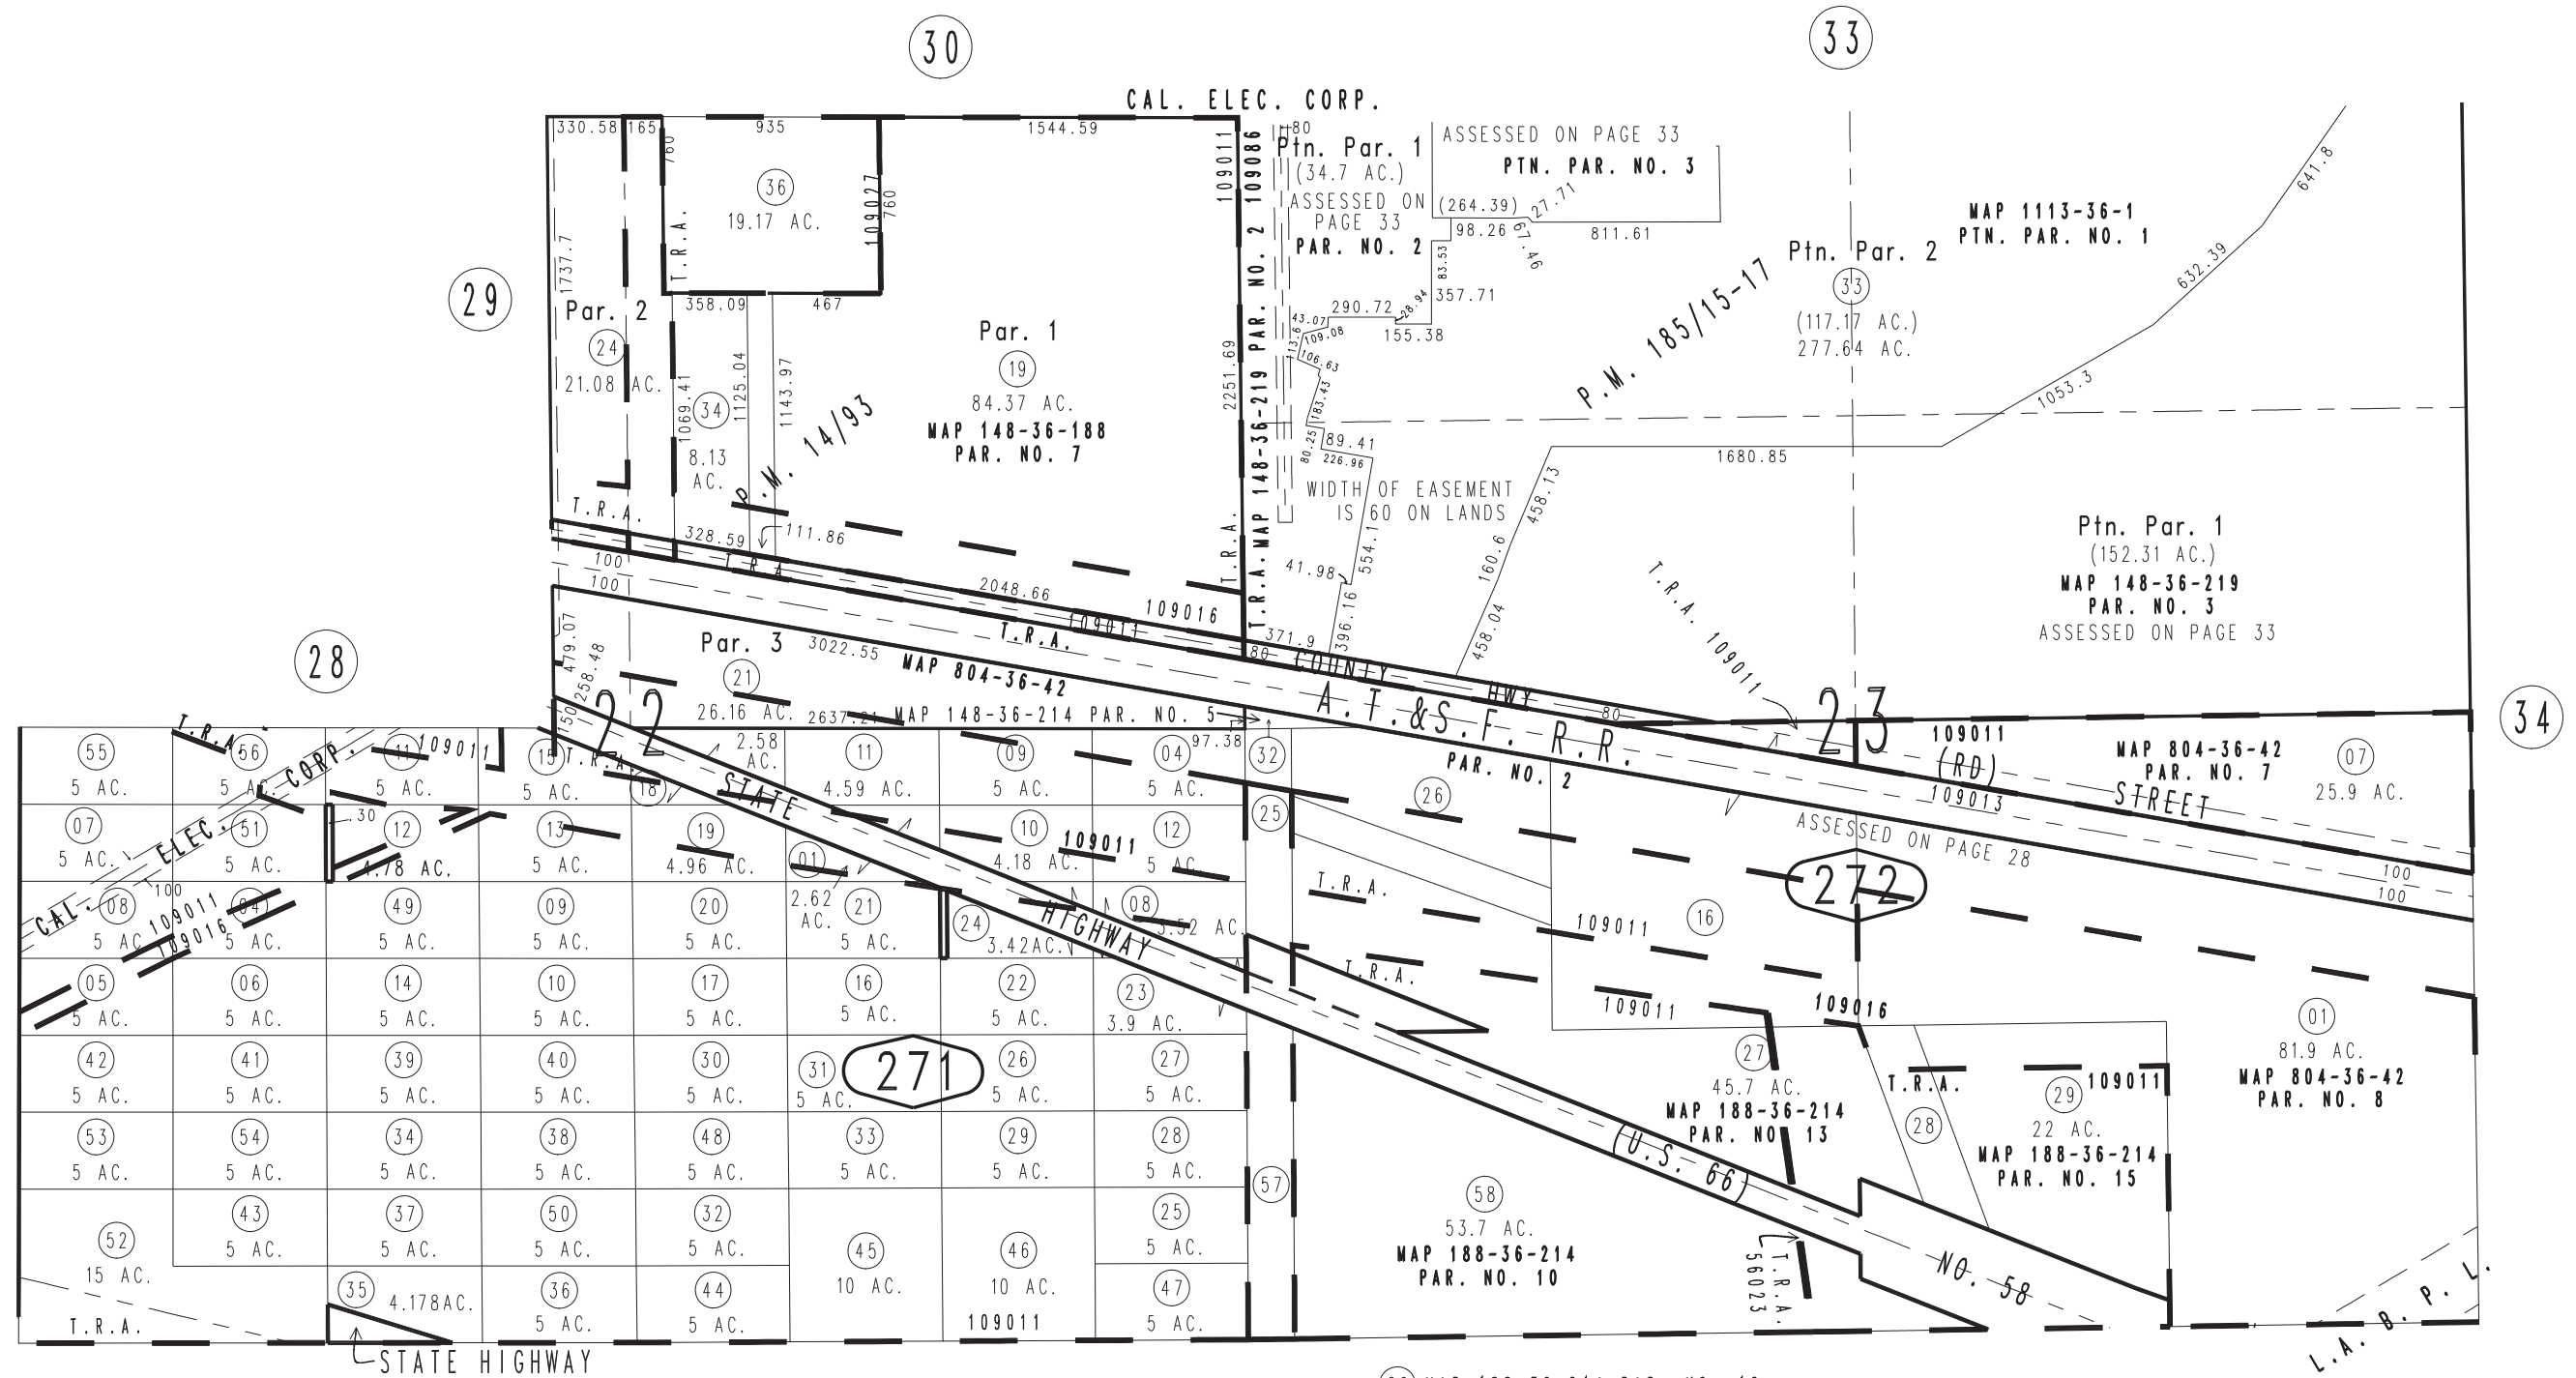 30
33
CAL. ELEC. CORP.
330.58
165
935
1544.59
760
36
19.17 AC.
T.R.A.
109027
760
109011
109086
80
Ptn. Par. 1
(34.7 AC.)
ASSESSED ON
PAGE 33
PAR. NO. 2
ASSESSED ON PAGE 33
PTN. PAR. NO. 3
(264.39)
27.71
98.26
67.46
811.61
83.53
357.71
290.72
28.94
155.38
43.07
109.08
106.63
183.43
80.25
89.41
226.96
MAP 1113-36-1
PTN. PAR. NO. 1
641.8
632.39
1053.3
1680.85
Ptn. Par. 2
33
(117.17 AC.)
277.64 AC.
P.M. 185/15-17
29
1737.7
Par. 2
24
21.08 AC.
358.09
467
1069.41
1125.04
1143.97
34
8.13
AC.
P.M. 14/93
Par. 1
19
84.37 AC.
MAP 148-36-188
PAR. NO. 7
2251.69
T.R.A.
T.R.A. MAP 148-36-219 PAR. NO. 2
WIDTH OF EASEMENT
IS 60 ON LANDS
458.13
160.6
458.04
554.1
41.98
396.16
371.9
T.R.A. 109011
Ptn. Par. 1
(152.31 AC.)
MAP 148-36-219
PAR. NO. 3
ASSESSED ON PAGE 33
T.R.A.
328.59
111.86
100
100
T.R.A.
2048.66
109016
109011
T.R.A.
80
COUNTY HWY
80
28
479.07
258.48
150
22
Par. 3
3022.55
21
26.16 AC.
MAP 804-36-42
2637.21
MAP 148-36-214 PAR. NO. 5
97.38
A.T.&S.F. R.R.
PAR. NO. 2
23
34
109011
(RD)
STREET
109013
MAP 804-36-42
PAR. NO. 7
07
25.9 AC.
100
100
ASSESSED ON PAGE 28
272
T.R.A.
55
5 AC.
56
5 AC.
11
109011
15
5 AC.
T.R.A.
18
2.58
AC.
11
4.59 AC.
09
5 AC.
04
5 AC.
32
CAL. ELEC. CORP.
100
07
5 AC.
51
5 AC.
30
12
4.78 AC.
13
5 AC.
19
4.96 AC.
01
2.62
AC.
10
4.18 AC.
109011
12
5 AC.
25
26
08
5 AC.
109011
109016
04
5 AC.
49
5 AC.
09
5 AC.
20
5 AC.
21
5 AC.
24
3.42AC.
08
3.52 AC.
T.R.A.
109011
16
STATE HIGHWAY
05
5 AC.
06
5 AC.
14
5 AC.
10
5 AC.
17
5 AC.
16
5 AC.
22
5 AC.
23
3.9 AC.
T.R.A.
109011
109016
01
81.9 AC.
MAP 804-36-42
PAR. NO. 8
42
5 AC.
41
5 AC.
39
5 AC.
40
5 AC.
30
5 AC.
31
5 AC.
271
26
5 AC.
27
5 AC.
27
45.7 AC.
MAP 188-36-214
PAR. NO. 13
T.R.A.
109011
28
29
22 AC.
MAP 188-36-214
PAR. NO. 15
53
5 AC.
54
5 AC.
34
5 AC.
38
5 AC.
48
5 AC.
33
5 AC.
29
5 AC.
28
5 AC.
57
(U.S. 66)
58
53.7 AC.
MAP 188-36-214
PAR. NO. 10
52
15 AC.
43
5 AC.
37
5 AC.
50
5 AC.
32
5 AC.
45
10 AC.
46
10 AC.
25
5 AC.
T.R.A.
56023
NO. 58
35
4.178AC.
36
5 AC.
44
5 AC.
109011
47
5 AC.
T.R.A.
STATE HIGHWAY
L.A. B. P. L.